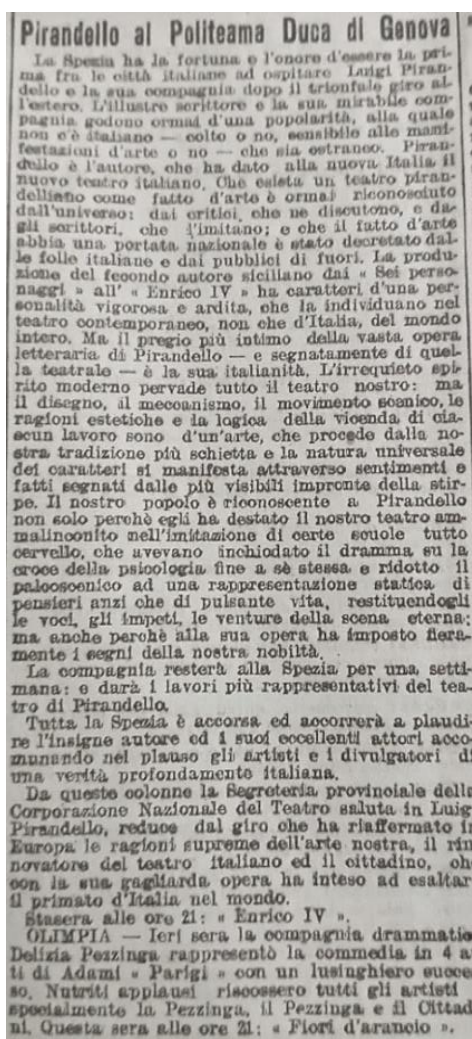 Pirandello al Politeama Duca di Genova
La Spezia ha la fortuna e l'onore d'essere la pri-
ma fra le città italiane ad ospitare Luigi Piran-
dello e la sua compagnia dopo il trionfale giro al-
l'estero. L'illustre scrittore e la sua mirabile com-
pagnia godono ormai d'una popolarità, alla quale
non c'è italiano — colto o no, sensibile alle mani-
festazioni d'arte o no — che sia estraneo. Piran-
dello è l'autore, che ha dato alla nuova Italia il
nuovo teatro italiano. Che esista un teatro piran-
delliano come fatto d'arte è ormai riconosciuto
dall'universo: dai critici, che ne discutono, e da-
gli scrittori, che l'imitano; e che il fatto d'arte
abbia una portata nazionale è stato decretato dal-
le folle italiane e dai pubblici di fuori. La produ-
zione del fecondo autore siciliano dai « Sei perso-
naggi » all' « Enrico IV » ha caratteri d'una per-
sonalità vigorosa e ardita, che la individuano nel
teatro contemporaneo, non che d'Italia, del mondo
intero. Ma il pregio più intimo della vasta opera
letteraria di Pirandello — e segnatamente di quel-
la teatrale — è la sua italianità. L'irrequieto spi-
rito moderno pervade tutto il teatro nostro: ma
il disegno, il meccanismo, il movimento scenico, le
ragioni estetiche e la logica della vicenda di cia-
scun lavoro sono d'un'arte, che procede dalla no-
stra tradizione più schietta e la natura universale
dei caratteri si manifesta attraverso sentimenti e
fatti segnati dalle più visibili impronte della stir-
pe. Il nostro popolo è riconoscente a Pirandello
non solo perchè egli ha destato il nostro teatro am-
malinconito nell'imitazione di certe scuole tutto
cervello, che avevano inchiodato il dramma su la
croce della psicologia fine a sè stessa e ridotto il
palcoscenico ad una rappresentazione statica di
pensieri anzi che di pulsante vita, restituendogli
le voci, gli impeti, le venture della scena eterna;
ma anche perchè alla sua opera ha imposto fiera-
mente i segni della nostra nobiltà.
La compagnia resterà alla Spezia per una setti-
mana: e darà i lavori più rappresentativi del tea-
tro di Pirandello.
Tutta la Spezia è accorsa ed accorrerà a plaudi-
re l'insigne autore ed i suoi eccellenti attori acco-
munando nel plauso gli artisti e i divulgatori di
una verità profondamente italiana.
Da queste colonne la Segreteria provinciale della
Corporazione Nazionale del Teatro saluta in Luigi
Pirandello, reduce dal giro che ha riaffermato in
Europa le ragioni supreme dell'arte nostra, il rin
novatore del teatro italiano ed il cittadino, ch
con la sua gagliarda opera ha inteso ad esaltar
il primato d'Italia nel mondo.
Stasera alle ore 21: « Enrico IV ».
OLIMPIA — Ieri sera la compagnia drammatic
Delizia Pezzinga rappresentò la commedia in 4 a
ti di Adami « Parigi » con un lusinghiero succe
so. Nutriti applausi riscossero tutti gli artisti
specialmente la Pezzinga, il Pezzinga e il Cittad
ni. Questa sera alle ore 21: « Fiori d'arancio ».